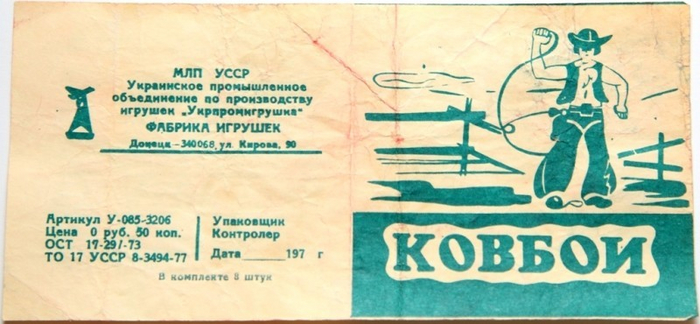 МЛП УССР
Украинское промышленное
объединение по производству
игрушек „Укрпромигрушка"
ФАБРИКА ИГРУШЕК
Донецк—340068, ул. Кирова, 90
Артикул У-085-3206
Цена 0 руб. 50 коп.
ОСТ 17-29/-73
ТО 17 УССР 8-3494-77
Упаковщик
Контролер
Дата ______197 г
В комплекте 8 штук
КОВБОИ